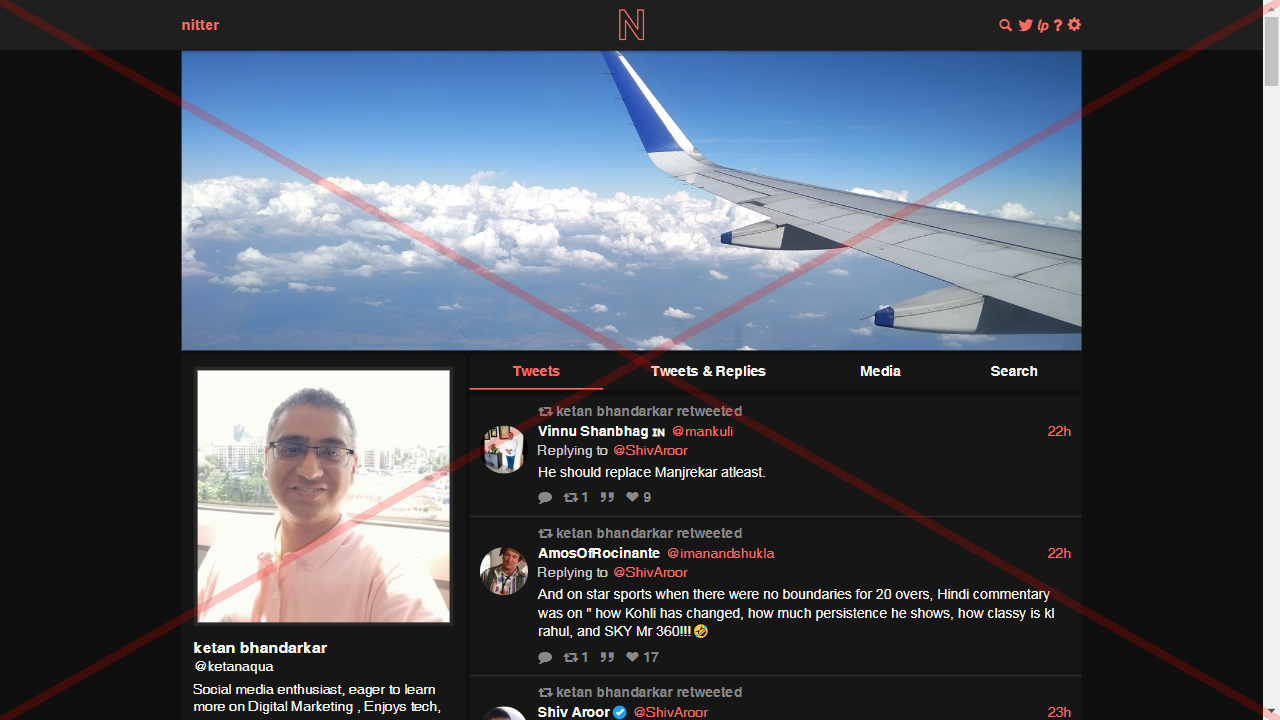 nitter
N
lp ?
Tweets
Tweets & Replies
Media
Search
ketan bhandarkar retweeted
Vinnu Shanbhag IN @mankuli 22h
Replying to @ShivAroor
He should replace Manjrekar atleast.
1 9
ketan bhandarkar retweeted
AmosOfRocinante @imanandshukla 22h
Replying to @ShivAroor
And on star sports when there were no boundaries for 20 overs, Hindi commentary
was on " how Kohli has changed, how much persistence he shows, how classy is kl
rahul, and SKY Mr 360!!! 🤣
1 17
ketan bhandarkar retweeted
Shiv Aroor @ShivAroor 23h
ketan bhandarkar
@ketanaqua
Social media enthusiast, eager to learn
more on Digital Marketing , Enjoys tech,